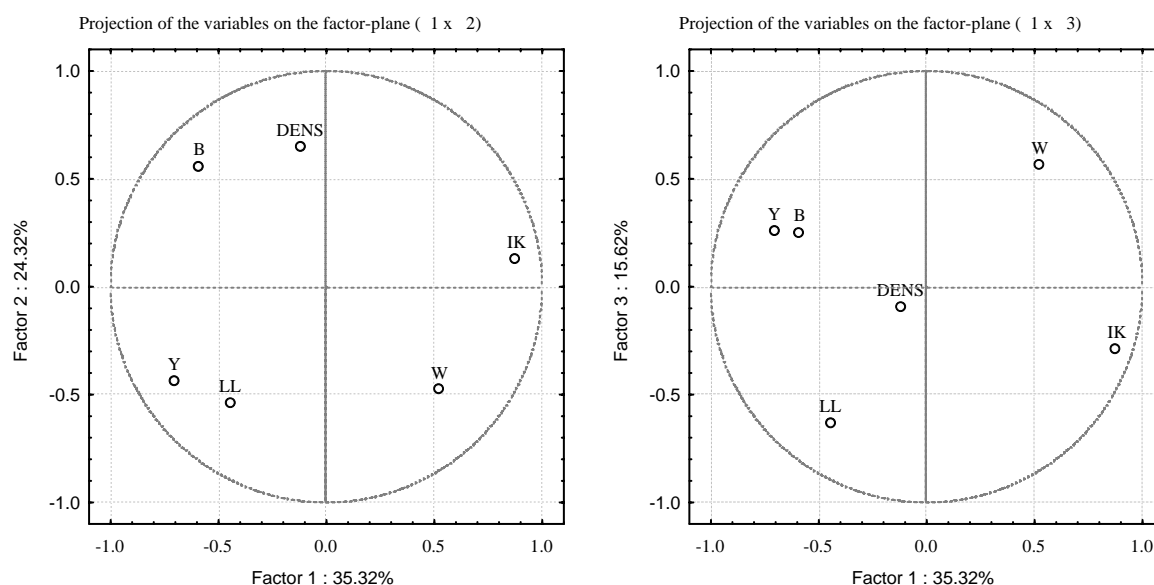 Projection of the variables on the factor-plane (  1 x   2)
1.0
0.5
0.0
-0.5
-1.0
Factor 2 : 24.32%
B
DENS
IK
Y
LL
W
-1.0
-0.5
0.0
0.5
1.0
Factor 1 : 35.32%
Projection of the variables on the factor-plane (  1 x   3)
1.0
0.5
0.0
-0.5
-1.0
Factor 3 : 15.62%
W
Y
B
DENS
IK
LL
-1.0
-0.5
0.0
0.5
1.0
Factor 1 : 35.32%